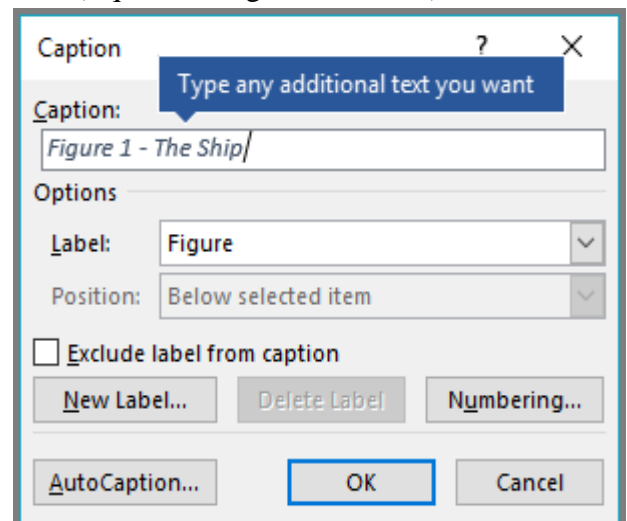 Caption ? X
Type any additional text you want
Caption:
Figure 1 - The Ship
Options
Label: Figure
Position: Below selected item
Exclude label from caption
New Label... Delete Label Numbering...
AutoCaption... OK Cancel